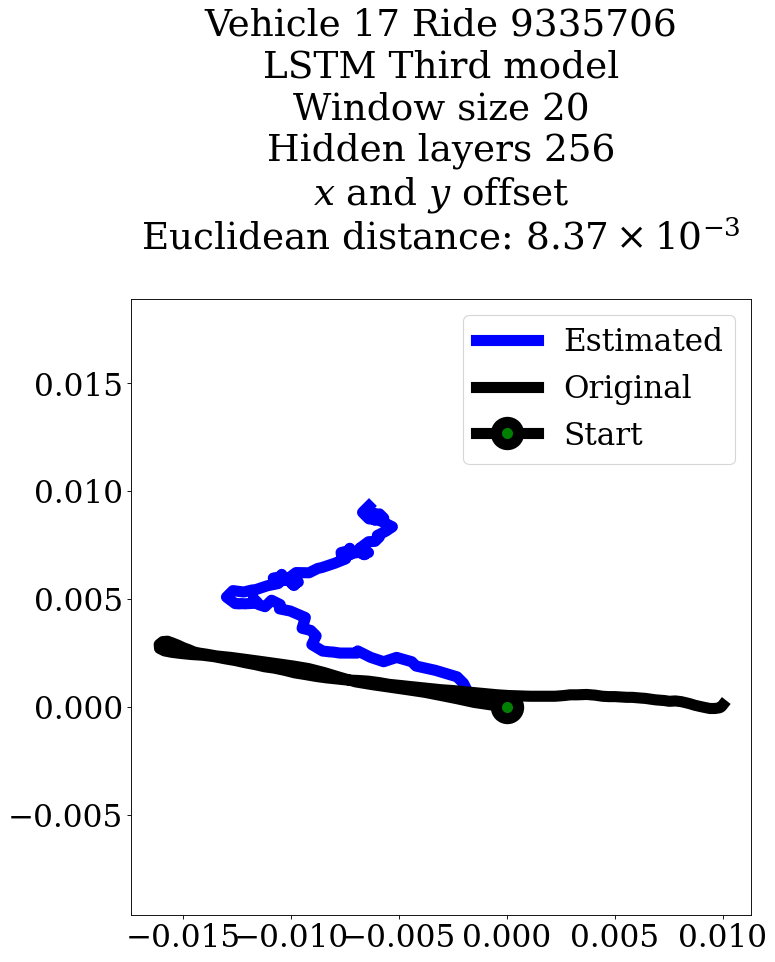 Vehicle 17 Ride 9335706
LSTM Third model
Window size 20
Hidden layers 256
x and y offset
Euclidean distance: 8.37 × 10⁻³
Estimated
Original
Start
0.015
0.010
0.005
0.000
−0.005
−0.015 −0.010 −0.005 0.000 0.005 0.010